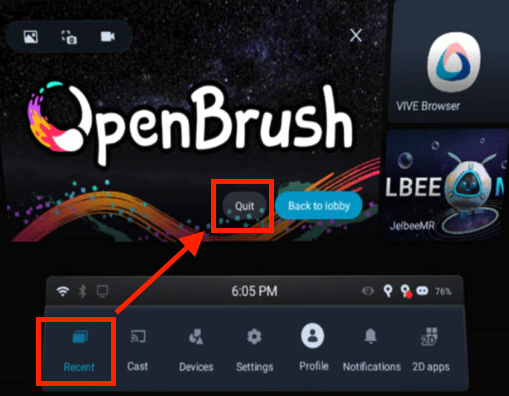 OpenBrush
VIVE Browser
Quit
Back to lobby
LBEE
M
JelbeeMR
6:05 PM
76%
Recent
Cast
Devices
Settings
Profile
Notifications
2D
2D apps